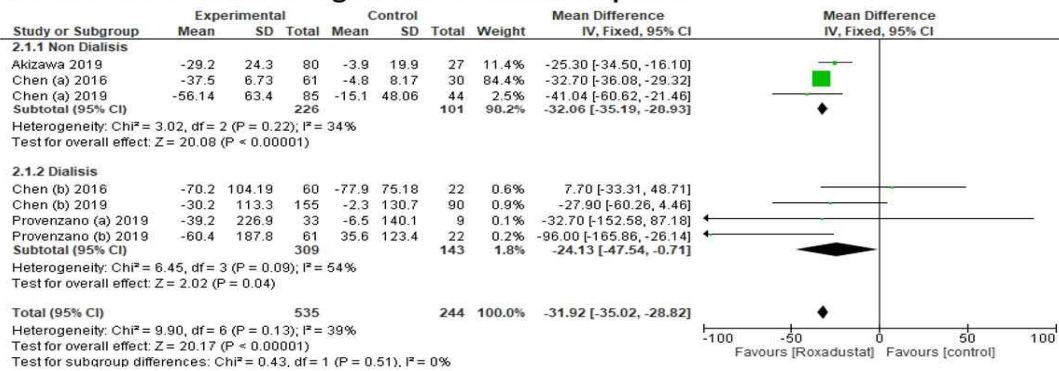 Experimental Control Mean Difference Mean Difference
Study or Subgroup Mean SD Total Mean SD Total Weight IV, Fixed, 95% CI IV, Fixed, 95% CI
2.1.1 Non Dialisis
Akizawa 2019 -29.2 24.3 80 -3.9 19.9 27 11.4% -25.30 [-34.50, -16.10]
Chen (a) 2016 -37.5 6.73 61 -4.8 8.17 30 84.4% -32.70 [-36.08, -29.32]
Chen (a) 2019 -56.14 63.4 85 -15.1 48.06 44 2.5% -41.04 [-60.62, -21.46]
Subtotal (95% CI) 226 101 98.2% -32.06 [-35.19, -28.93]
Heterogeneity: Chi² = 3.02, df = 2 (P = 0.22); I² = 34%
Test for overall effect: Z = 20.08 (P < 0.00001)
2.1.2 Dialisis
Chen (b) 2016 -70.2 104.19 60 -77.9 75.18 22 0.6% 7.70 [-33.31, 48.71]
Chen (b) 2019 -30.2 113.3 155 -2.3 130.7 90 0.9% -27.90 [-60.26, 4.46]
Provenzano (a) 2019 -39.2 226.9 33 -6.5 140.1 9 0.1% -32.70 [-152.58, 87.18]
Provenzano (b) 2019 -60.4 187.8 61 35.6 123.4 22 0.2% -96.00 [-165.86, -26.14]
Subtotal (95% CI) 309 143 1.8% -24.13 [-47.54, -0.71]
Heterogeneity: Chi² = 6.45, df = 3 (P = 0.09); I² = 54%
Test for overall effect: Z = 2.02 (P = 0.04)
Total (95% CI) 535 244 100.0% -31.92 [-35.02, -28.82]
Heterogeneity: Chi² = 9.90, df = 6 (P = 0.13); I² = 39%
Test for overall effect: Z = 20.17 (P < 0.00001)
Test for subgroup differences: Chi² = 0.43, df = 1 (P = 0.51), I² = 0%
-100 -50 0 50 100
Favours [Roxadustat] Favours [control]